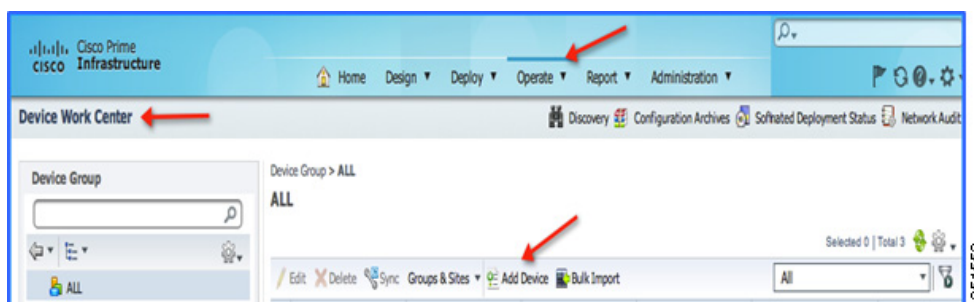 Cisco Prime
cisco Infrastructure
Home Design Deploy Operate Report Administration
Device Work Center
Discovery Configuration Archives Softnated Deployment Status Network Audit
Device Group
Device Group > ALL
ALL
Selected 0 | Total 3
Edit Delete Sync Groups & Sites Add Device Bulk Import
All
ALL